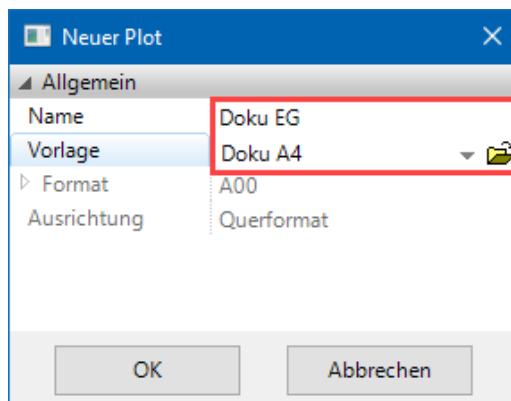 Neuer Plot
Allgemein
Name Doku EG
Vorlage Doku A4
Format A00
Ausrichtung Querformat
OK Abbrechen